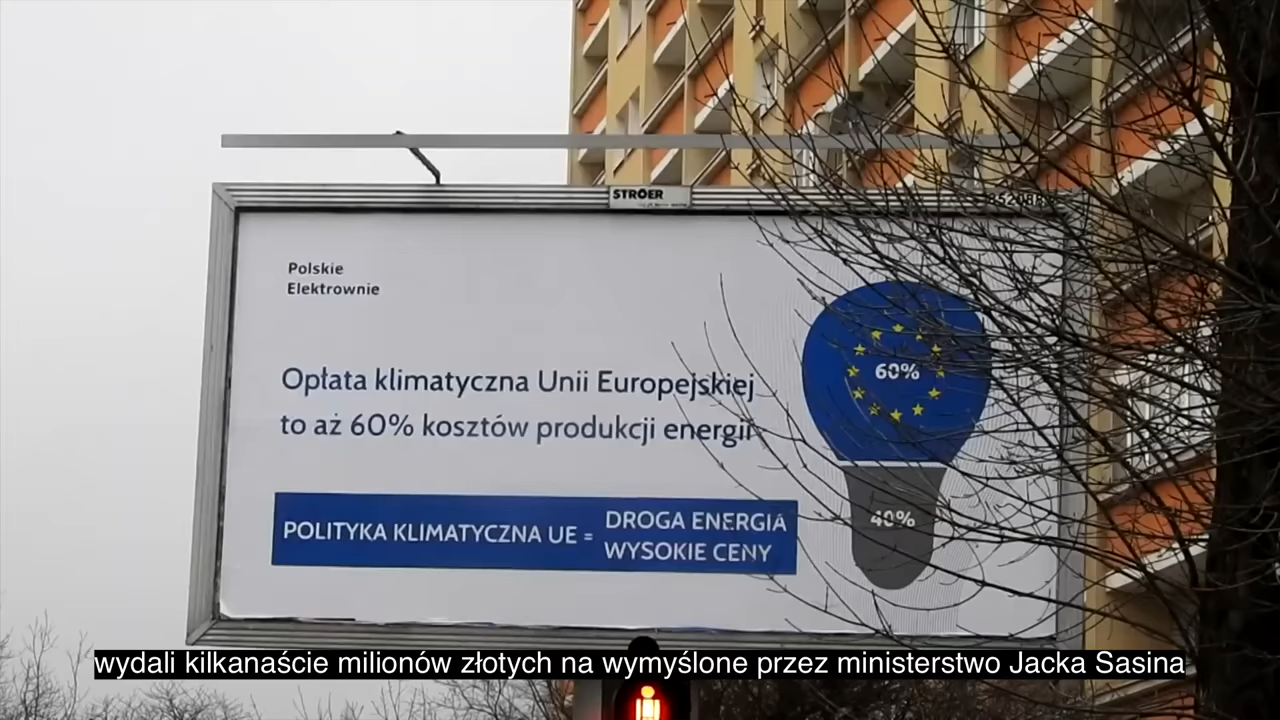 STRÖER
Polskie
Elektrownie
Opłata klimatyczna Unii Europejskiej
to aż 60% kosztów produkcji energii
60%
40%
POLITYKA KLIMATYCZNA UE =
DROGA ENERGIA
WYSOKIE CENY
wydali kilkanaście milionów złotych na wymyślone przez ministerstwo Jacka Sasina